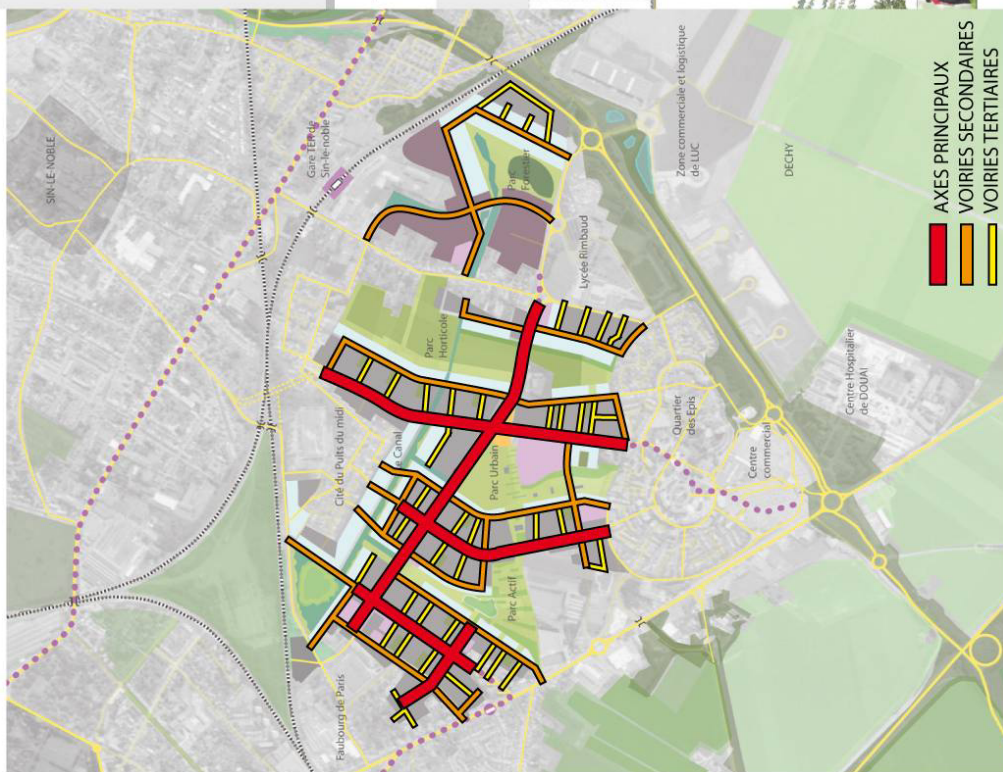 SIN-LE-NOBLE
Gare TER de
Sin-le-noble
Zone commerciale et logistique
de LUC
DECHY
Parc
Forestier
Lycée Rimbaud
Parc
Horticole
Cité du Puits du midi
Le Canal
Parc Urbain
Quartier
des Epis
Centre
commercial
Centre Hospitalier
de DOUAI
Parc Actif
Faubourg de Paris
AXES PRINCIPAUX
VOIRIES SECONDAIRES
VOIRIES TERTIAIRES